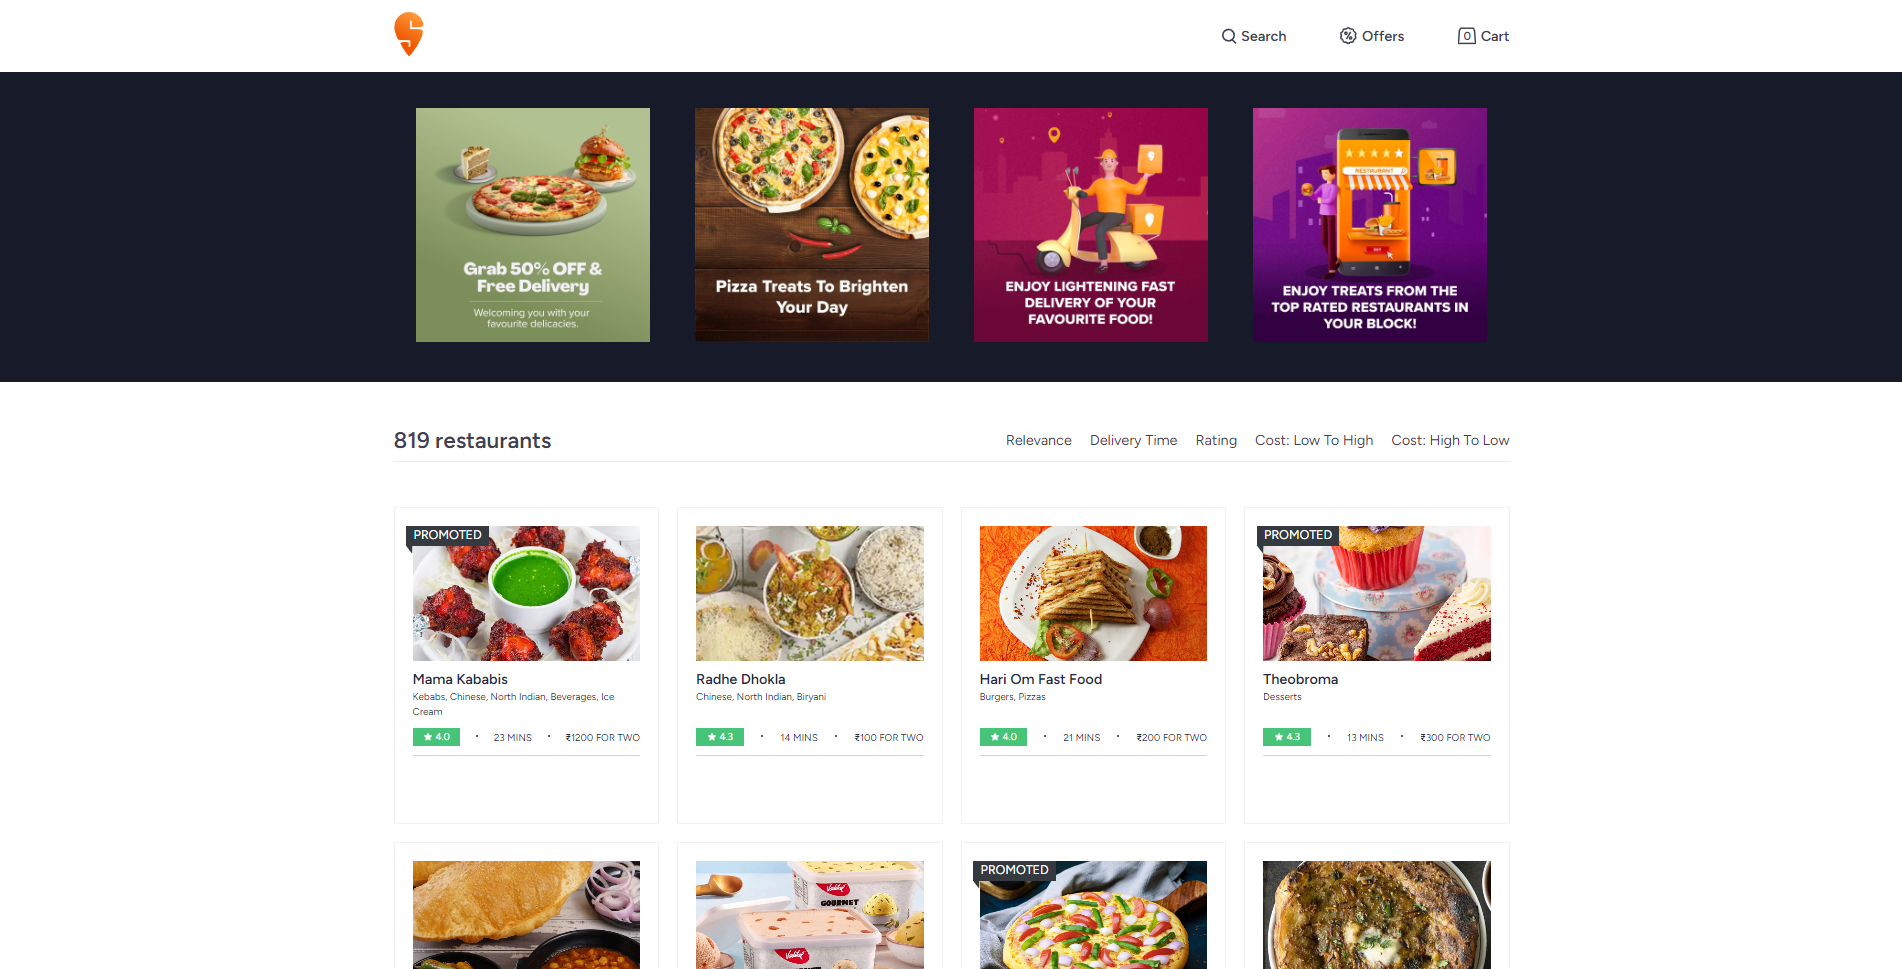 Search
Offers
0 Cart
Grab 50% OFF &
Free Delivery
Welcoming you with your
favourite delicacies.
Pizza Treats To Brighten
Your Day
ENJOY LIGHTENING FAST
DELIVERY OF YOUR
FAVOURITE FOOD!
RESTAURANT
ENJOY TREATS FROM THE
TOP RATED RESTAURANTS IN
YOUR BLOCK!
819 restaurants
Relevance
Delivery Time
Rating
Cost: Low To High
Cost: High To Low
PROMOTED
Mama Kababis
Kebabs, Chinese, North Indian, Beverages, Ice
Cream
★ 4.0 • 23 MINS • ₹1200 FOR TWO
Radhe Dhokla
Chinese, North Indian, Biryani
★ 4.3 • 14 MINS • ₹100 FOR TWO
Hari Om Fast Food
Burgers, Pizzas
★ 4.0 • 21 MINS • ₹200 FOR TWO
PROMOTED
Theobroma
Desserts
★ 4.3 • 13 MINS • ₹300 FOR TWO
Vadilal
GOURMET
Vadilal
PROMOTED